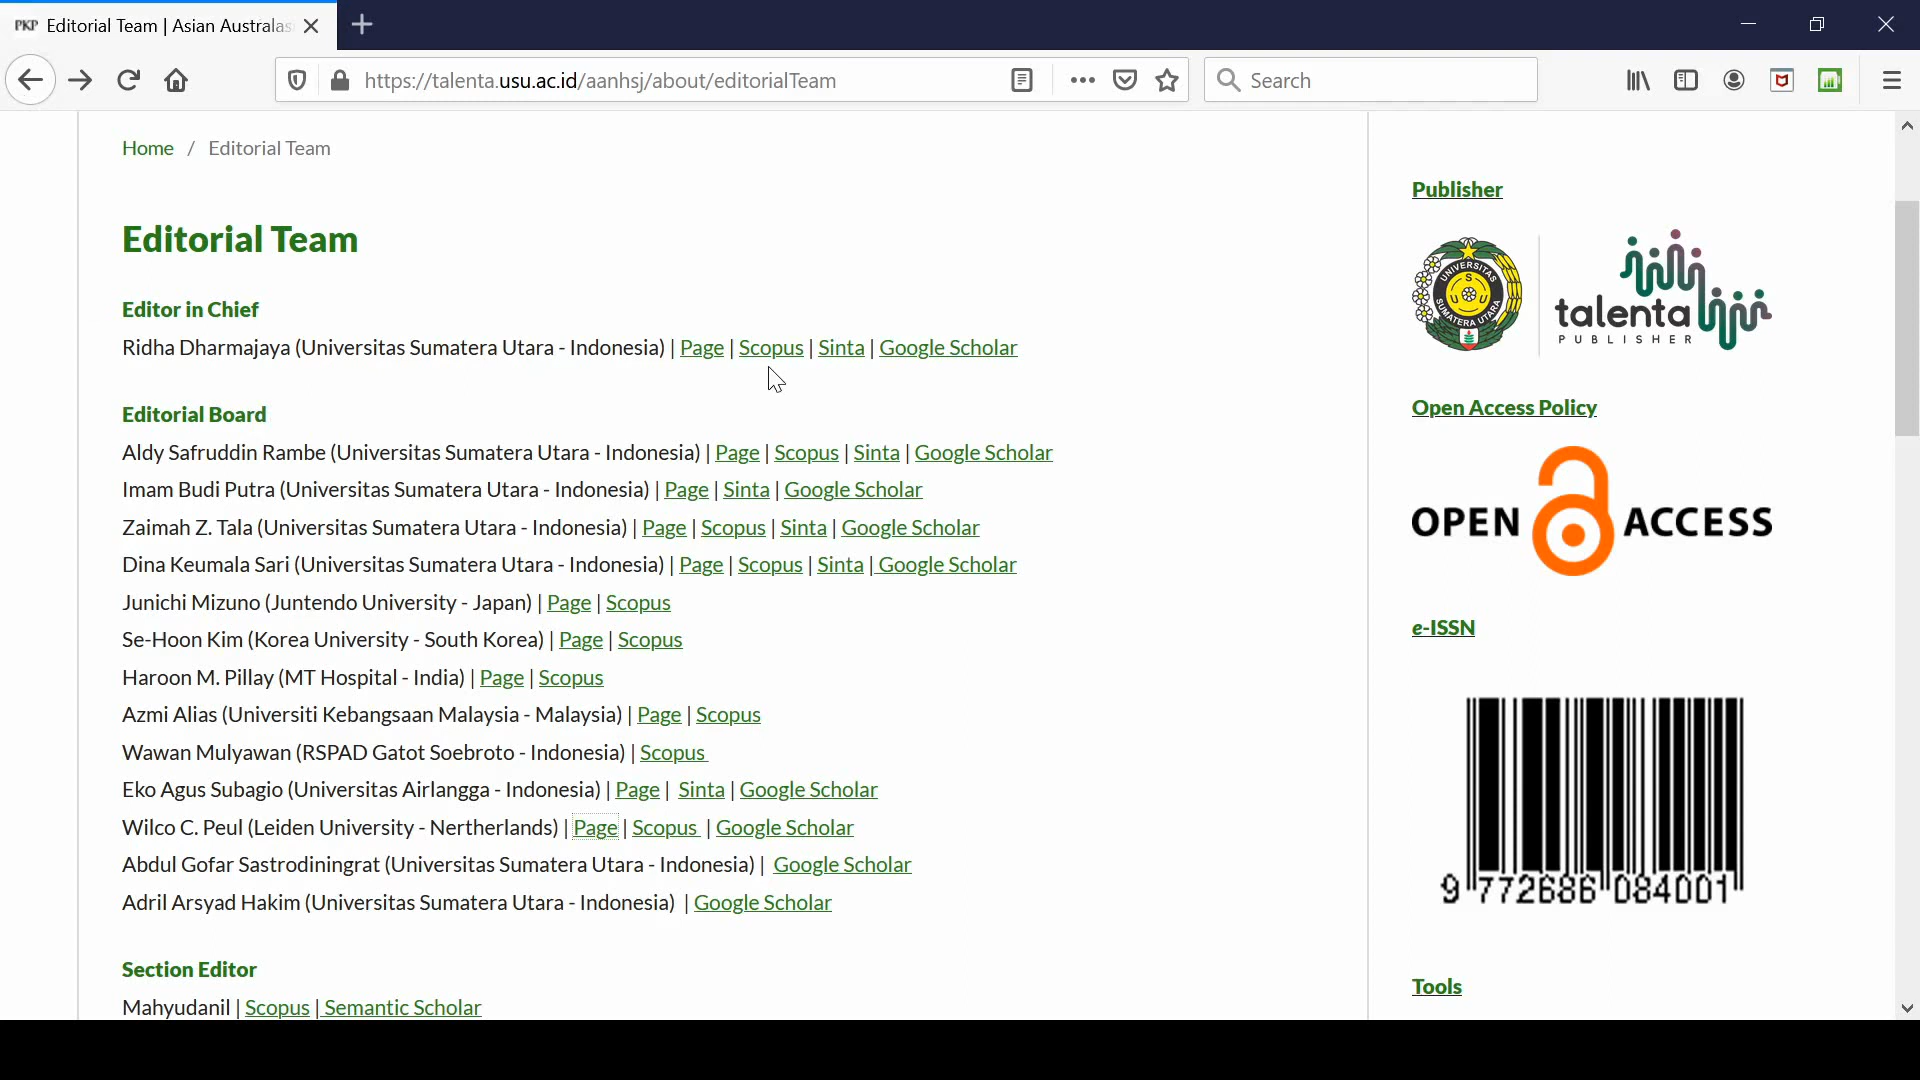 PKP Editorial Team | Asian Australas
https://talenta.usu.ac.id/aanhsj/about/editorialTeam
Search
Home / Editorial Team
Editorial Team
Editor in Chief
Ridha Dharmajaya (Universitas Sumatera Utara - Indonesia) | Page | Scopus | Sinta | Google Scholar
Editorial Board
Aldy Safruddin Rambe (Universitas Sumatera Utara - Indonesia) | Page | Scopus | Sinta | Google Scholar
Imam Budi Putra (Universitas Sumatera Utara - Indonesia) | Page | Sinta | Google Scholar
Zaimah Z. Tala (Universitas Sumatera Utara - Indonesia) | Page | Scopus | Sinta | Google Scholar
Dina Keumala Sari (Universitas Sumatera Utara - Indonesia) | Page | Scopus | Sinta | Google Scholar
Junichi Mizuno (Juntendo University - Japan) | Page | Scopus
Se-Hoon Kim (Korea University - South Korea) | Page | Scopus
Haroon M. Pillay (MT Hospital - India) | Page | Scopus
Azmi Alias (Universiti Kebangsaan Malaysia - Malaysia) | Page | Scopus
Wawan Mulyawan (RSPAD Gatot Soebroto - Indonesia) | Scopus
Eko Agus Subagio (Universitas Airlangga - Indonesia) | Page | Sinta | Google Scholar
Wilco C. Peul (Leiden University - Nertherlands) | Page | Scopus | Google Scholar
Abdul Gofar Sastrodiningrat (Universitas Sumatera Utara - Indonesia) | Google Scholar
Adril Arsyad Hakim (Universitas Sumatera Utara - Indonesia) | Google Scholar
Section Editor
Mahyudanil | Scopus | Semantic Scholar
Publisher
UNIVERSITAS
USU
SUMATERA UTARA
talenta
PUBLISHER
Open Access Policy
OPEN ACCESS
e-ISSN
9 772686 084001
Tools